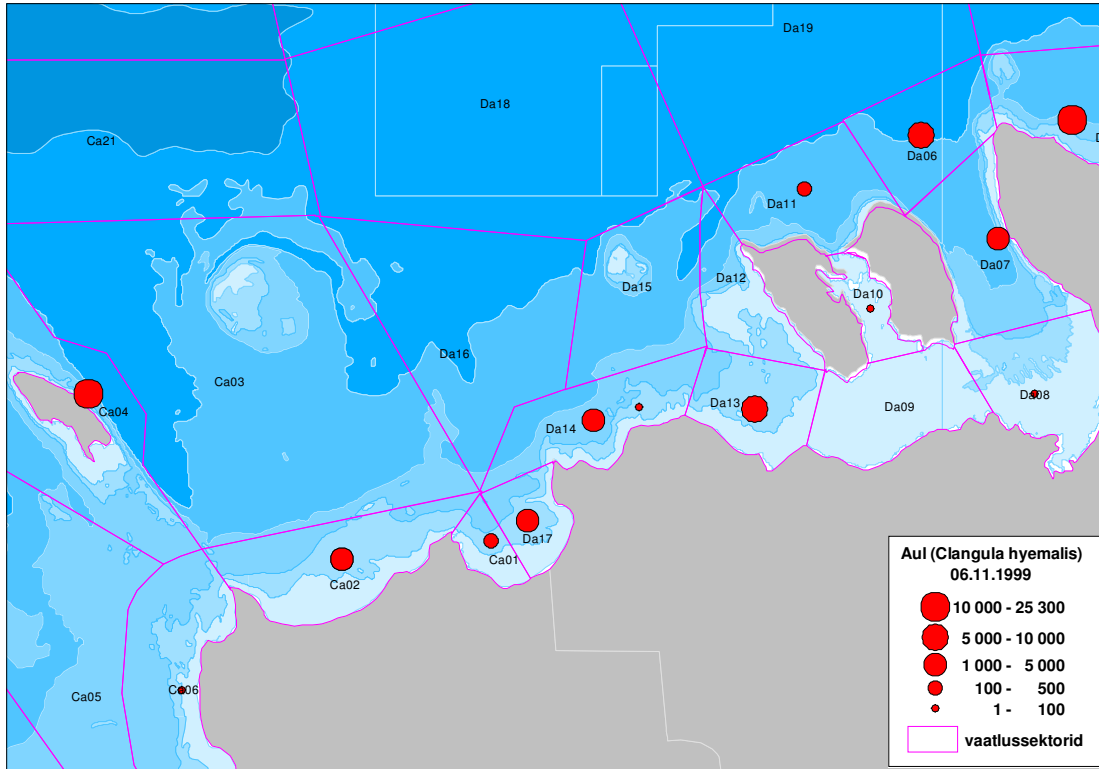 Da19
Da18
Ca21
D
Da06
Da11
Da07
Da12
Da15
Da10
Da16
Ca03
Da08
Ca04
Da13
Da09
Da14
Da17
Ca01
Ca02
Ca06
Ca05
Aul (Clangula hyemalis)
06.11.1999
10 000 - 25 300
5 000 - 10 000
1 000 - 5 000
100 - 500
1 - 100
vaatlussektorid